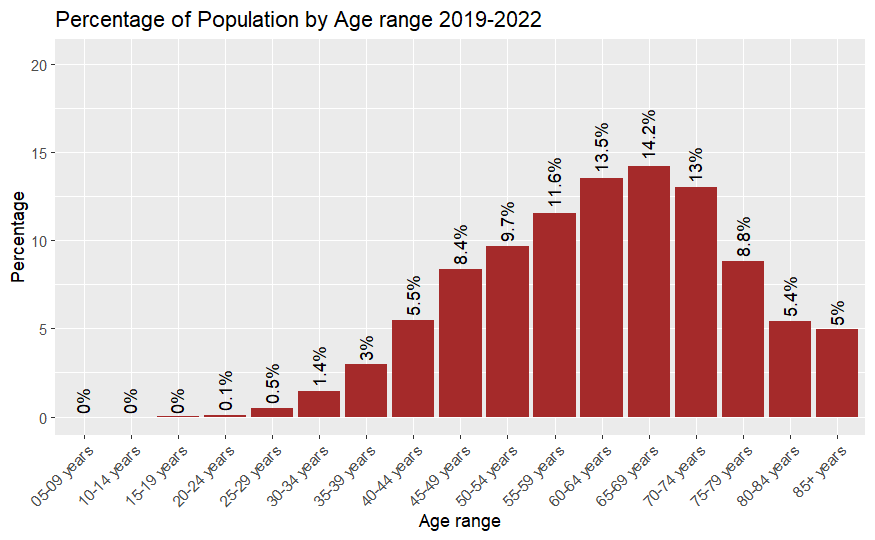 Percentage of Population by Age range 2019-2022
Percentage
20
15
10
5
0
0%
0%
0%
0.1%
0.5%
1.4%
3%
5.5%
8.4%
9.7%
11.6%
13.5%
14.2%
13%
8.8%
5.4%
5%
05-09 years
10-14 years
15-19 years
20-24 years
25-29 years
30-34 years
35-39 years
40-44 years
45-49 years
50-54 years
55-59 years
60-64 years
65-69 years
70-74 years
75-79 years
80-84 years
85+ years
Age range